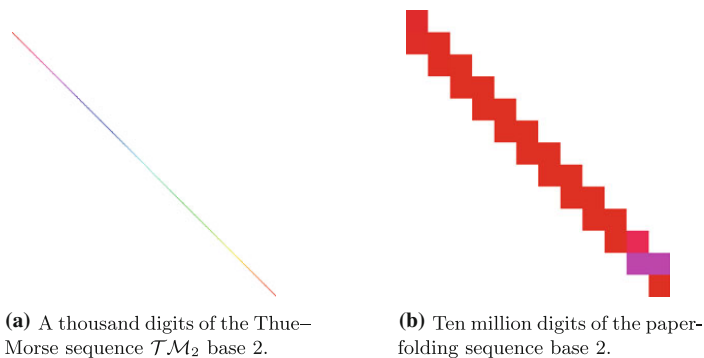 (a) A thousand digits of the Thue–
Morse sequence 𝒯ℳ₂ base 2.
(b) Ten million digits of the paper-
folding sequence base 2.